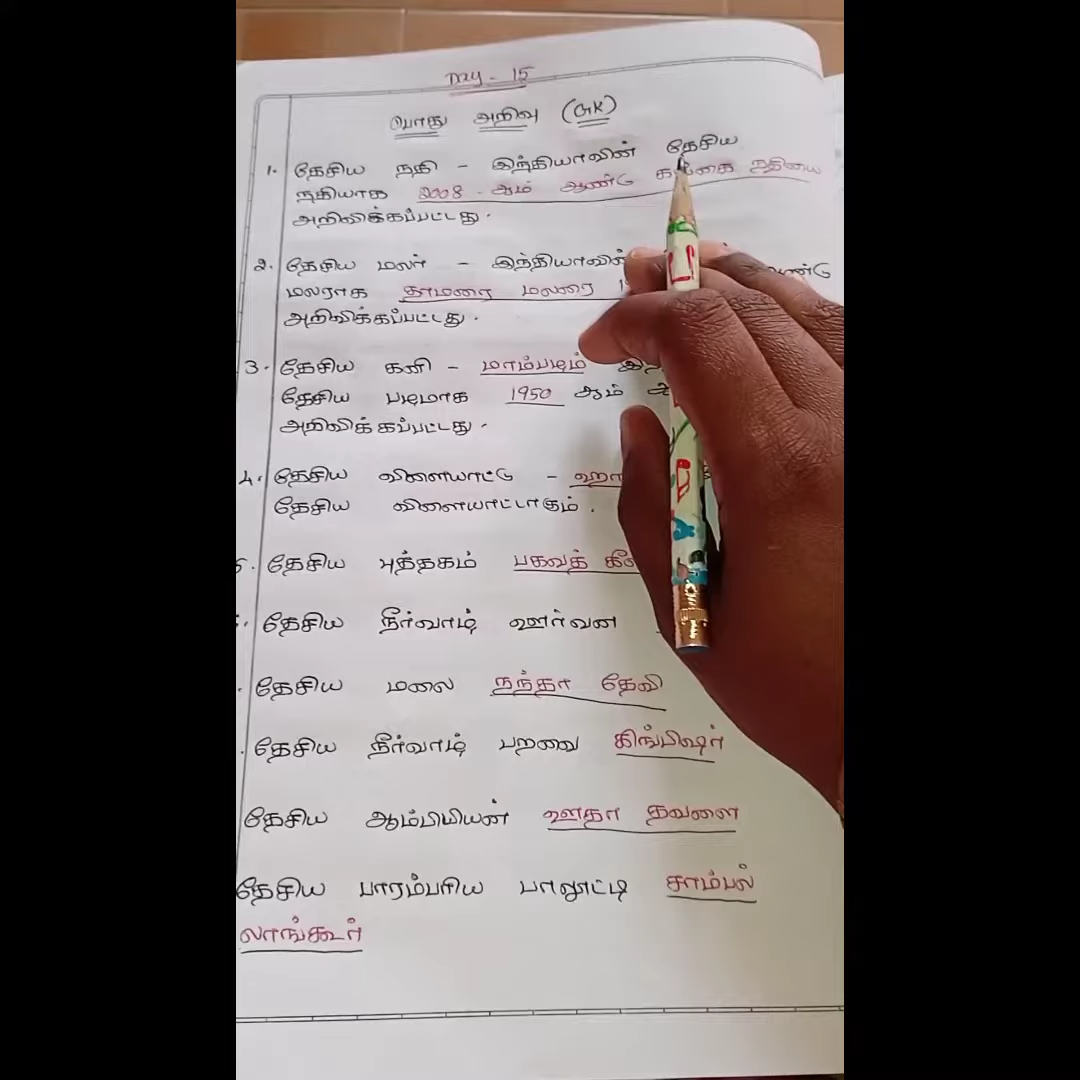 நாள் - 15
பொது அறிவு (GK)
1. தேசிய நதி - இந்தியாவின் தேசிய
நதியாக 2008 ஆம் ஆண்டு நதியை
அறிவிக்கப்பட்டது.
2. தேசிய மலர் - இந்தியாவின்
மலராக தாமரை மலரை
அறிவிக்கப்பட்டது.
3. தேசிய கனி - மாம்பழம்
தேசிய பழமாக 1950 ஆம்
அறிவிக்கப்பட்டது.
4. தேசிய விளையாட்டு -
தேசிய விளையாட்டாகும்.
தேசிய புத்தகம் பகவத்
தேசிய நீர்வாழ் ஊர்வன
தேசிய மலை நந்தா தேவி
தேசிய நீர்வாழ் பறவை கிங்பிஷர்
தேசிய ஆம்பிபியன் ஊதா தவளை
தேசிய பாரம்பரிய பாலூட்டி சாம்பல்
லாங்கூர்